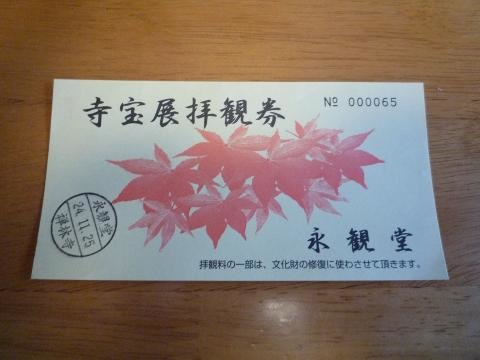 寺宝展拝観券
№ 000065
永観堂
24.11.25
禅林寺
永観堂
拝観料の一部は、文化財の修復に使わさせて頂きます。